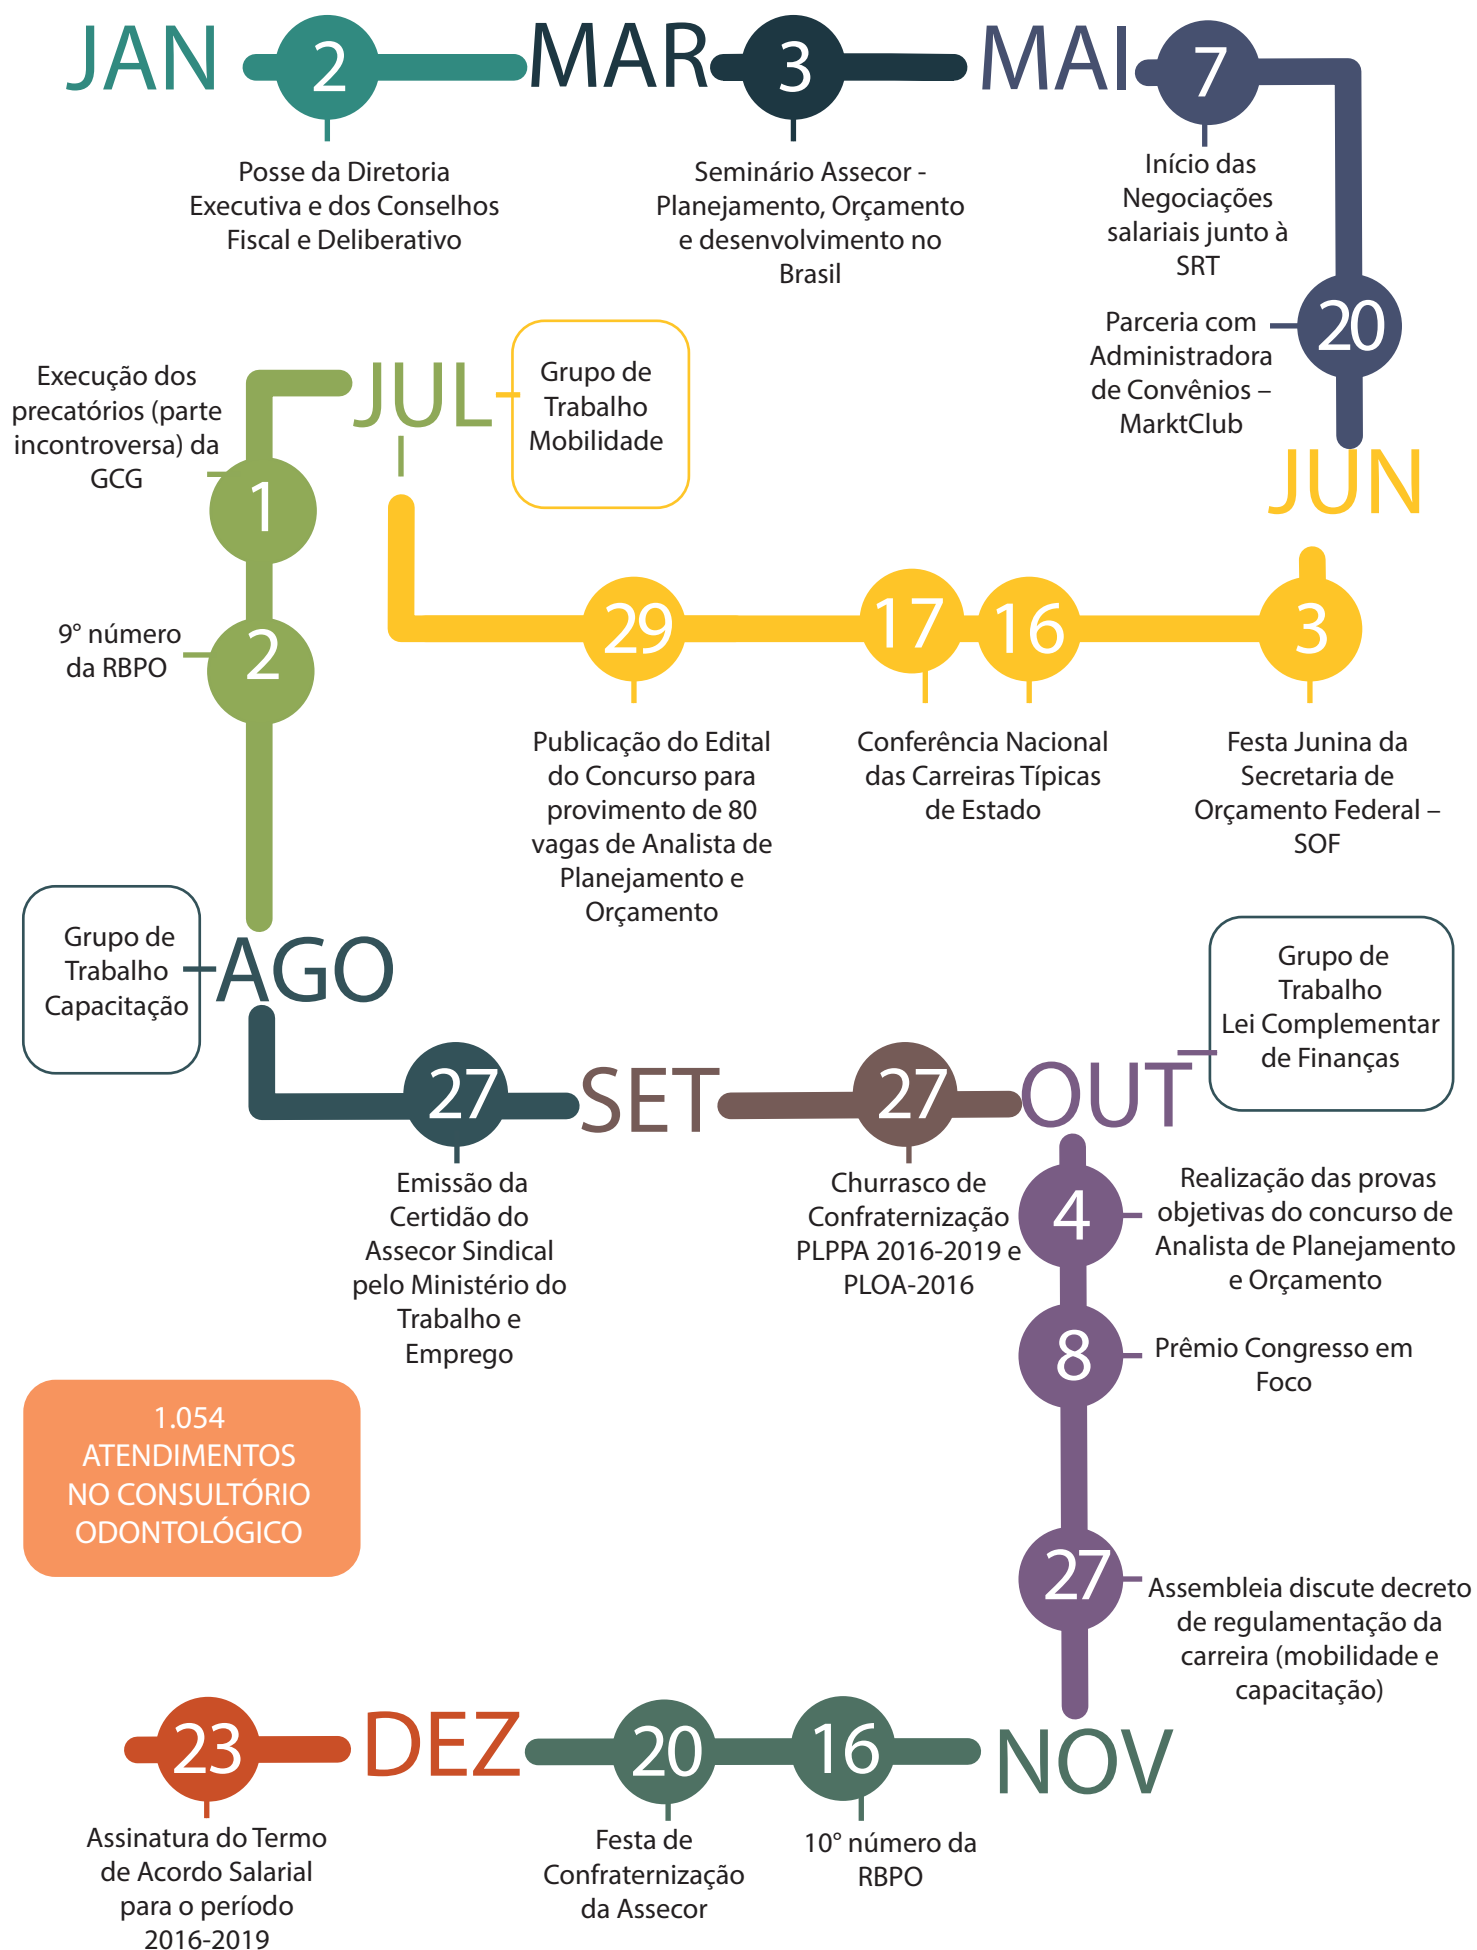 JAN
2
Posse da Diretoria
Executiva e dos Conselhos
Fiscal e Deliberativo
MAR
3
Seminário Assecor -
Planejamento, Orçamento
e desenvolvimento no
Brasil
MAI
7
Início das
Negociações
salariais junto à
SRT
20
Parceria com
Administradora
de Convênios –
MarktClub
JUN
3
Festa Junina da
Secretaria de
Orçamento Federal –
SOF
16
17
Conferência Nacional
das Carreiras Típicas
de Estado
29
Publicação do Edital
do Concurso para
provimento de 80
vagas de Analista de
Planejamento e
Orçamento
JUL
Grupo de
Trabalho
Mobilidade
1
Execução dos
precatórios (parte
incontroversa) da
GCG
2
9° número
da RBPO
AGO
Grupo de
Trabalho
Capacitação
27
Emissão da
Certidão do
Assecor Sindical
pelo Ministério do
Trabalho e
Emprego
SET
27
Churrasco de
Confraternização
PLPPA 2016-2019 e
PLOA-2016
OUT
Grupo de
Trabalho
Lei Complementar
de Finanças
4
Realização das provas
objetivas do concurso de
Analista de Planejamento
e Orçamento
8
Prêmio Congresso em
Foco
27
Assembleia discute decreto
de regulamentação da
carreira (mobilidade e
capacitação)
NOV
16
10° número da
RBPO
20
Festa de
Confraternização
da Assecor
DEZ
23
Assinatura do Termo
de Acordo Salarial
para o período
2016-2019
1.054
ATENDIMENTOS
NO CONSULTÓRIO
ODONTOLÓGICO